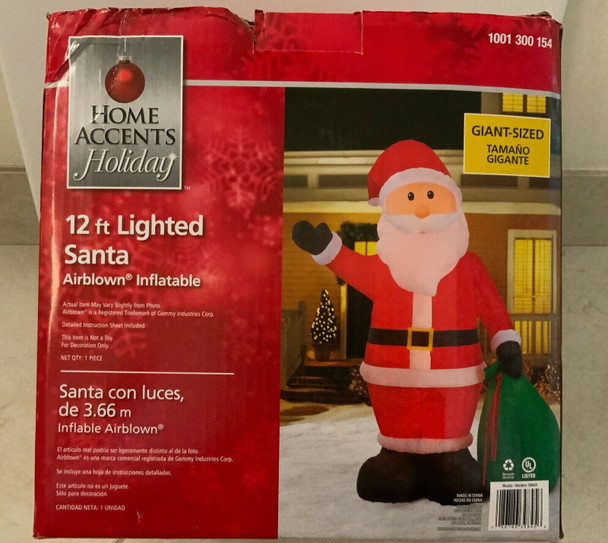 1001 300 154
HOME
ACCENTS
Holiday
TM
GIANT-SIZED
TAMAÑO
GIGANTE
12 ft Lighted
Santa
Airblown® Inflatable
Actual Item May Vary Slightly from Photo.
Airblown® is a Registered Trademark of Gemmy Industries Corp.
Detailed Instruction Sheet Included.
This Item is Not a Toy.
For Decoration Only.
NET QTY: 1 PIECE
Santa con luces,
de 3.66 m
Inflable Airblown®
El artículo real podría ser ligeramente distinto al de la foto.
Airblown® es una marca comercial registrada de Gemmy Industries Corp.
Se incluye una hoja de instrucciones detalladas.
Este artículo no es un juguete.
Sólo para decoración.
CANTIDAD NETA: 1 UNIDAD
UL
LISTED
MADE IN CHINA
HECHO EN CHINA